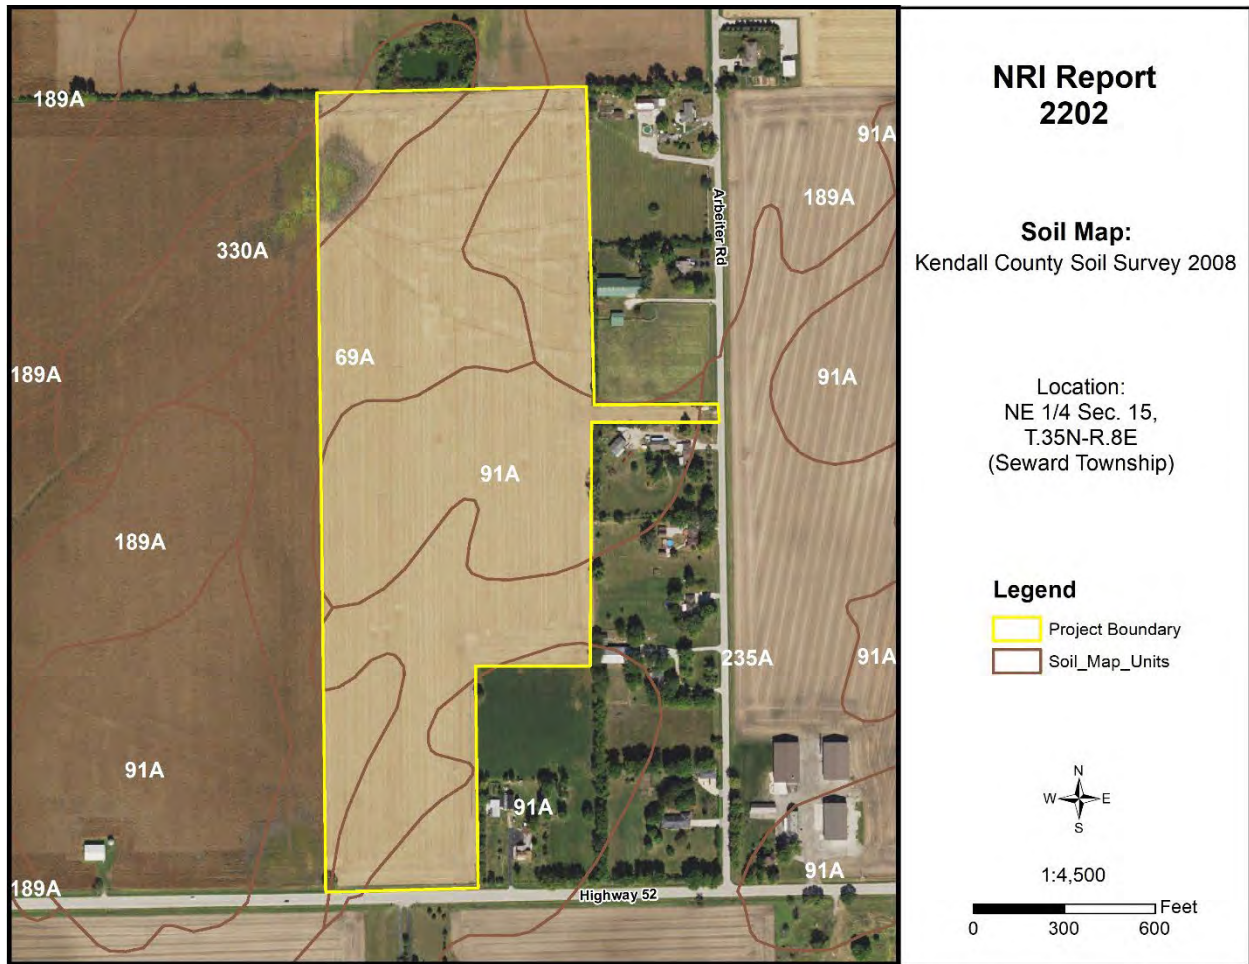 189A
91A
189A
330A
69A
189A
91A
91A
189A
235A
91A
91A
91A
91A
189A
Arbeiter Rd
Highway 52
NRI Report
2202
Soil Map:
Kendall County Soil Survey 2008
Location:
NE 1/4 Sec. 15,
T.35N-R.8E
(Seward Township)
Legend
Project Boundary
Soil_Map_Units
N
W E
S
1:4,500
Feet
0 300 600